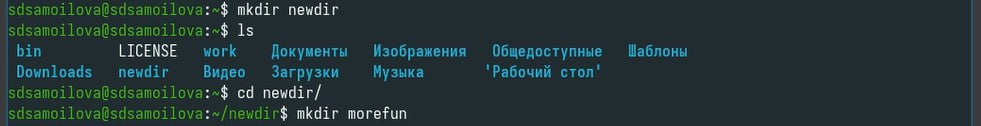 sdsamoilova@sdsamoilova:~$ mkdir newdir
sdsamoilova@sdsamoilova:~$ ls
bin LICENSE work Документы Изображения Общедоступные Шаблоны
Downloads newdir Видео Загрузки Музыка 'Рабочий стол'
sdsamoilova@sdsamoilova:~$ cd newdir/
sdsamoilova@sdsamoilova:~/newdir$ mkdir morefun